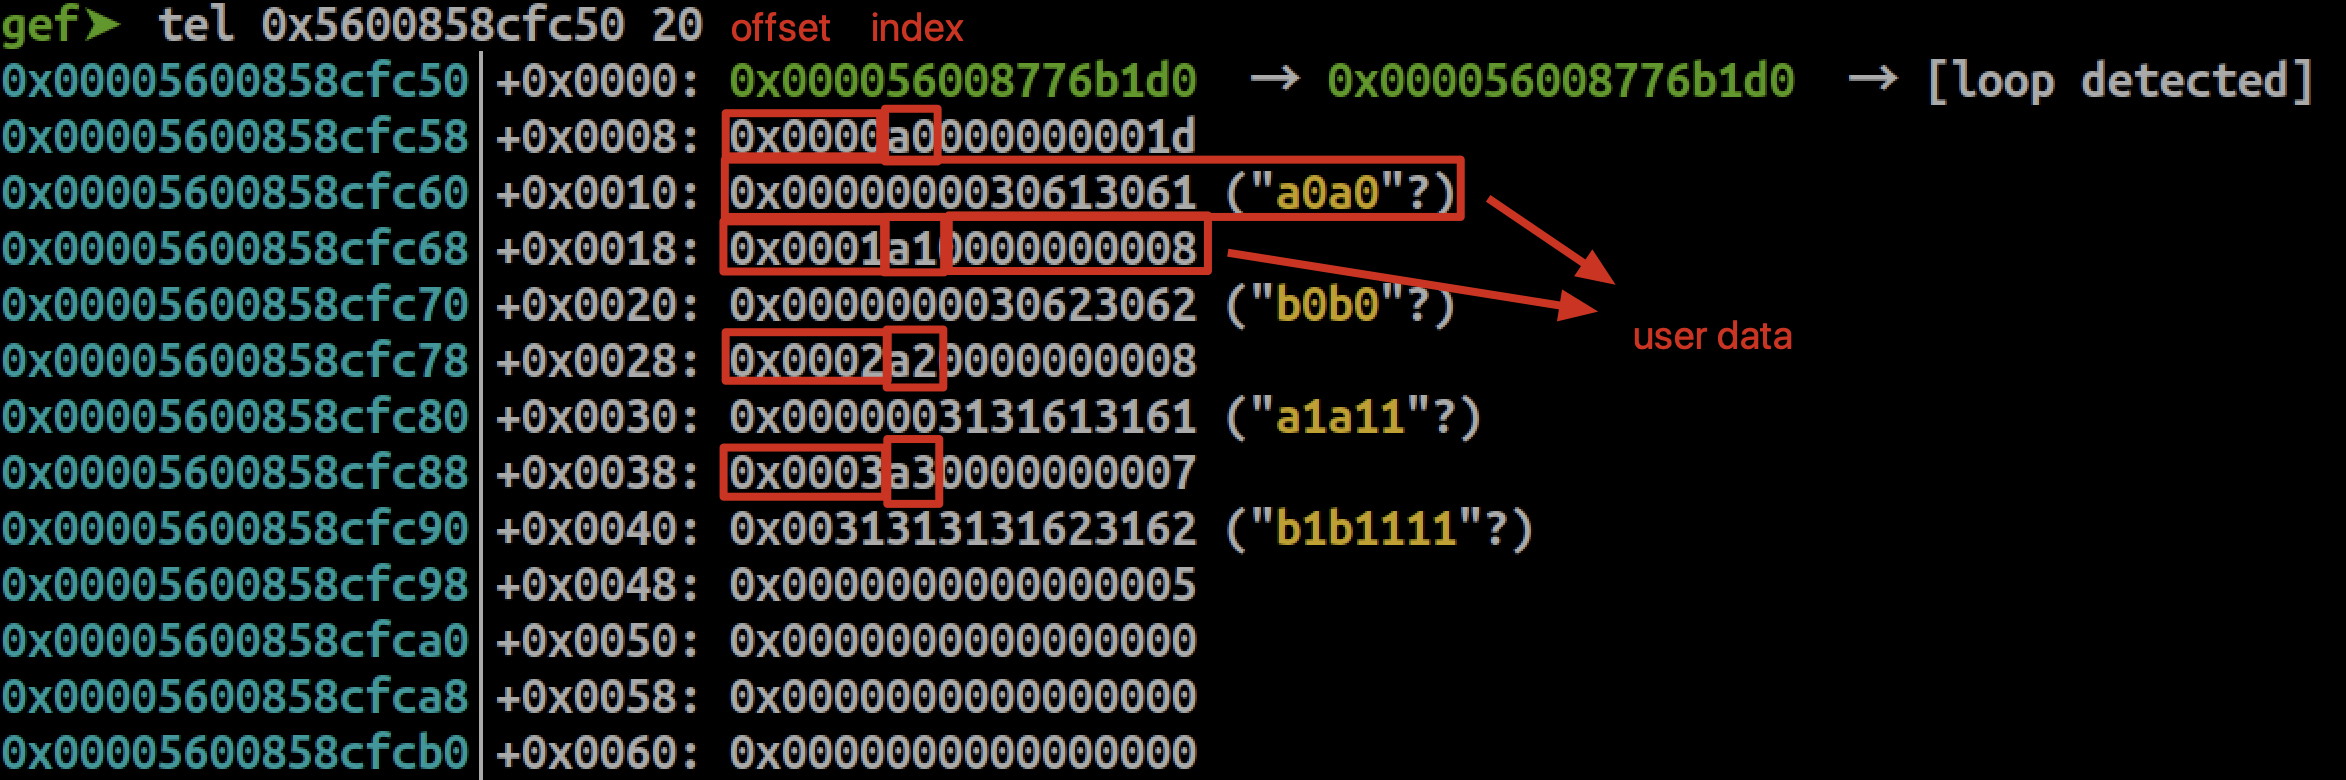 gef➤ tel 0x5600858cfc50 20 offset index
0x00005600858cfc50│+0x0000: 0x000056008776b1d0 → 0x000056008776b1d0 → [loop detected]
0x00005600858cfc58│+0x0008: 0x0000a0000000001d
0x00005600858cfc60│+0x0010: 0x0000000030613061 ("a0a0"?)
0x00005600858cfc68│+0x0018: 0x0001a10000000008
0x00005600858cfc70│+0x0020: 0x0000000030623062 ("b0b0"?)
user data
0x00005600858cfc78│+0x0028: 0x0002a20000000008
0x00005600858cfc80│+0x0030: 0x0000003131613161 ("a1a11"?)
0x00005600858cfc88│+0x0038: 0x0003a30000000007
0x00005600858cfc90│+0x0040: 0x0031313131623162 ("b1b1111"?)
0x00005600858cfc98│+0x0048: 0x0000000000000005
0x00005600858cfca0│+0x0050: 0x0000000000000000
0x00005600858cfca8│+0x0058: 0x0000000000000000
0x00005600858cfcb0│+0x0060: 0x0000000000000000